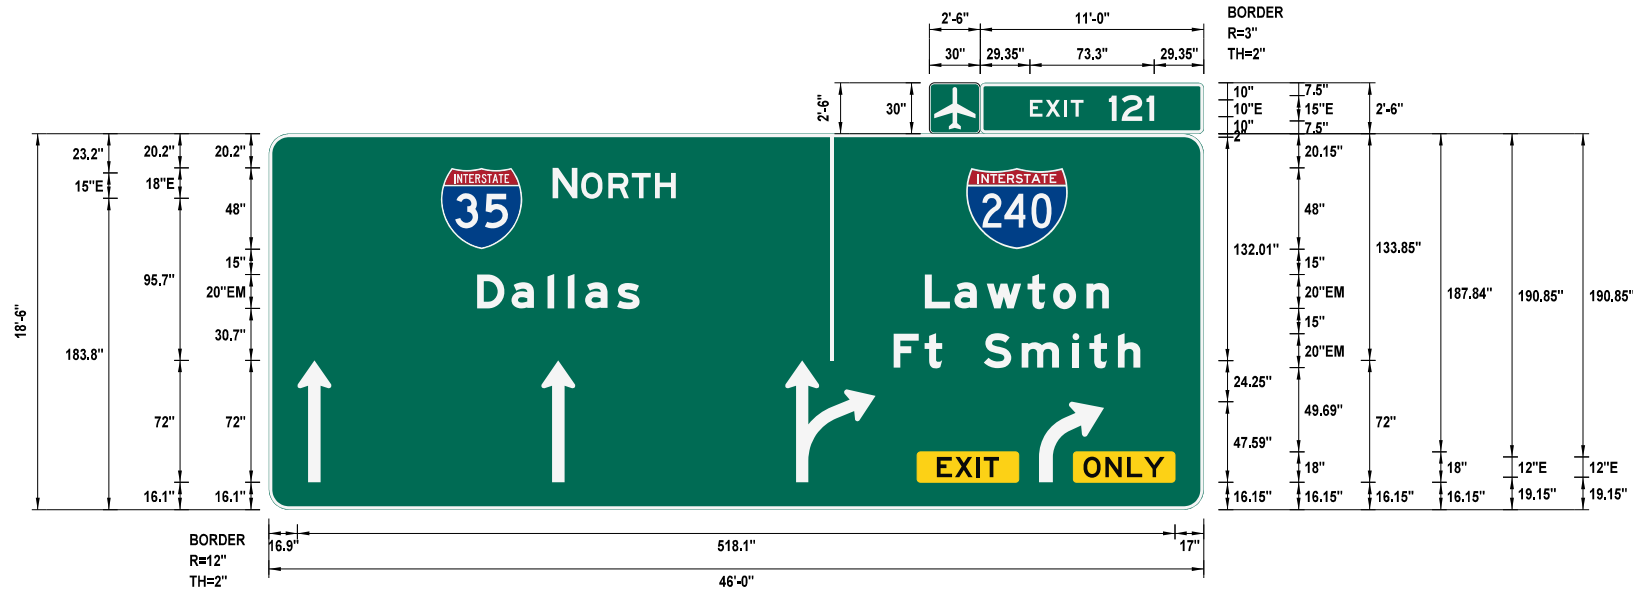 2'-6" 11'-0" BORDER
R=3"
30" 29.35" 73.3" 29.35" TH=2"
2'-6" 30" EXIT 121 10" 7.5" 2'-6"
10"E 15"E
10" 7.5"
2"
23.2" 20.2" 20.2" 20.15"
15"E 18"E INTERSTATE 35 NORTH INTERSTATE 240
48" 48"
18'-6" 183.8" 95.7" 15" 132.01" 15" 133.85" 187.84" 190.85" 190.85"
20"EM Dallas Lawton 20"EM
30.7" 15"
Ft Smith 20"EM
24.25"
72" 72" 49.69" 72"
47.59"
EXIT ONLY 18" 18" 12"E 12"E
16.1" 16.1" 16.15" 16.15" 16.15" 16.15" 19.15" 19.15"
BORDER 16.9" 518.1" 17"
R=12"
TH=2" 46'-0"